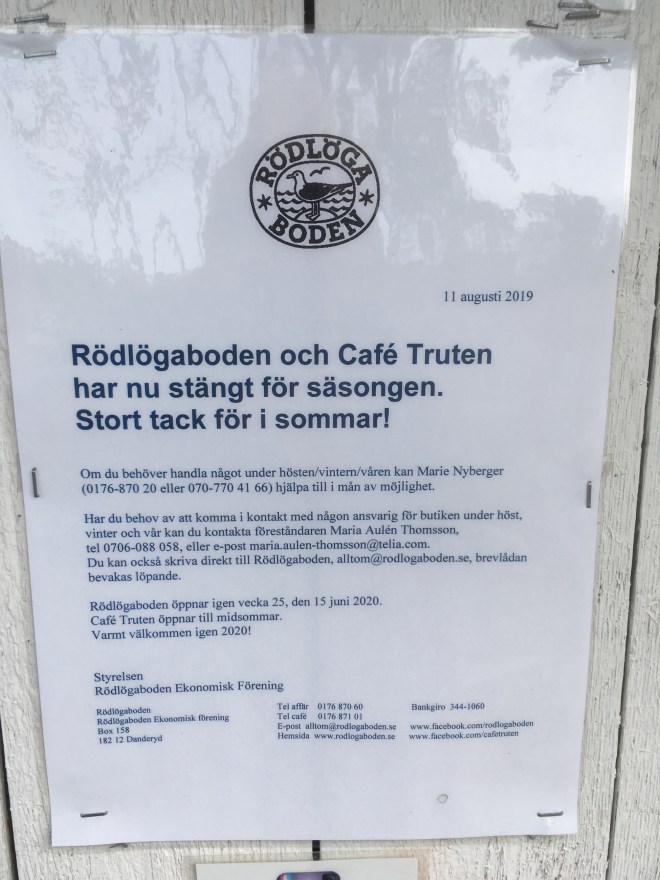 RÖDLÖGA
BODEN
11 augusti 2019
Rödlögaboden och Café Truten
har nu stängt för säsongen.
Stort tack för i sommar!
Om du behöver handla något under hösten/vintern/våren kan Marie Nyberger
(0176-870 20 eller 070-770 41 66) hjälpa till i mån av möjlighet.
Har du behov av att komma i kontakt med någon ansvarig för butiken under höst,
vinter och vår kan du kontakta föreståndaren Maria Aulén Thomsson,
tel 0706-088 058, eller e-post maria.aulen-thomsson@telia.com.
Du kan också skriva direkt till Rödlögaboden, alltom@rodlogaboden.se, brevlådan
bevakas löpande.
Rödlögaboden öppnar igen vecka 25, den 15 juni 2020.
Café Truten öppnar till midsommar.
Varmt välkommen igen 2020!
Styrelsen
Rödlögaboden Ekonomisk Förening
Rödlögaboden
Rödlögaboden Ekonomisk förening
Box 158
182 12 Danderyd
Tel affär 0176 870 60
Tel café 0176 871 01
E-post alltom@rodlogaboden.se
Hemsida www.rodlogaboden.se
Bankgiro 344-1060
www.facebook.com/rodlogaboden
www.facebook.com/cafetruten